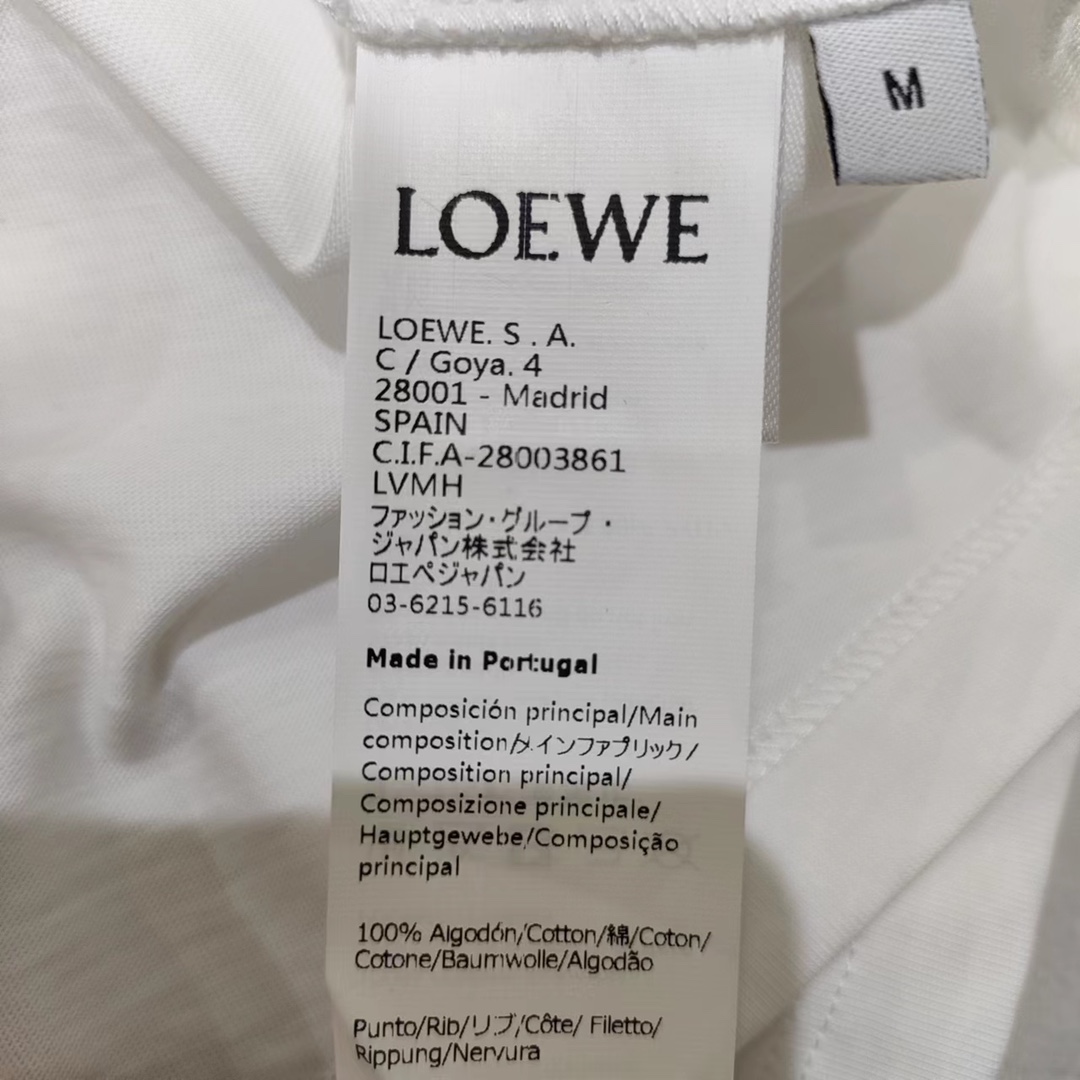 M
LOEWE
LOEWE. S . A.
C / Goya. 4
28001 - Madrid
SPAIN
C.I.F.A-28003861
LVMH
ファッション・グループ・
ジャパン株式会社
ロエベジャパン
03-6215-6116
Made in Portugal
Composición principal/Main
composition/メインファブリック/
Composition principal/
Composizione principale/
Hauptgewebe/Composição
principal
100% Algodón/Cotton/綿/Coton/
Cotone/Baumwolle/Algodão
Punto/Rib/リブ/Côte/ Filetto/
Rippung/Nervura